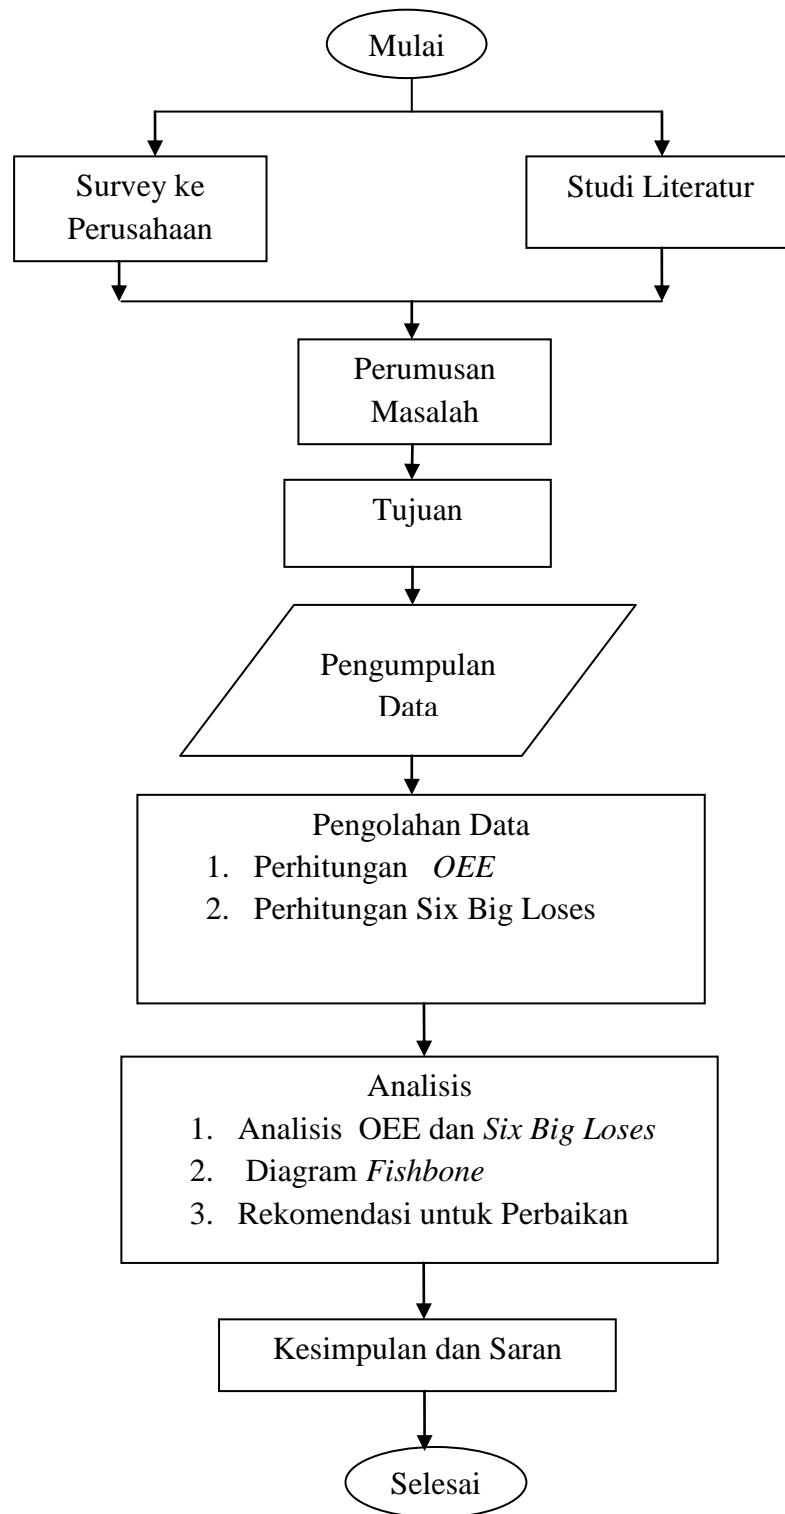 Mulai
Survey ke
Perusahaan
Studi Literatur
Perumusan
Masalah
Tujuan
Pengumpulan
Data
Pengolahan Data
1. Perhitungan OEE
2. Perhitungan Six Big Loses
Analisis
1. Analisis OEE dan Six Big Loses
2. Diagram Fishbone
3. Rekomendasi untuk Perbaikan
Kesimpulan dan Saran
Selesai